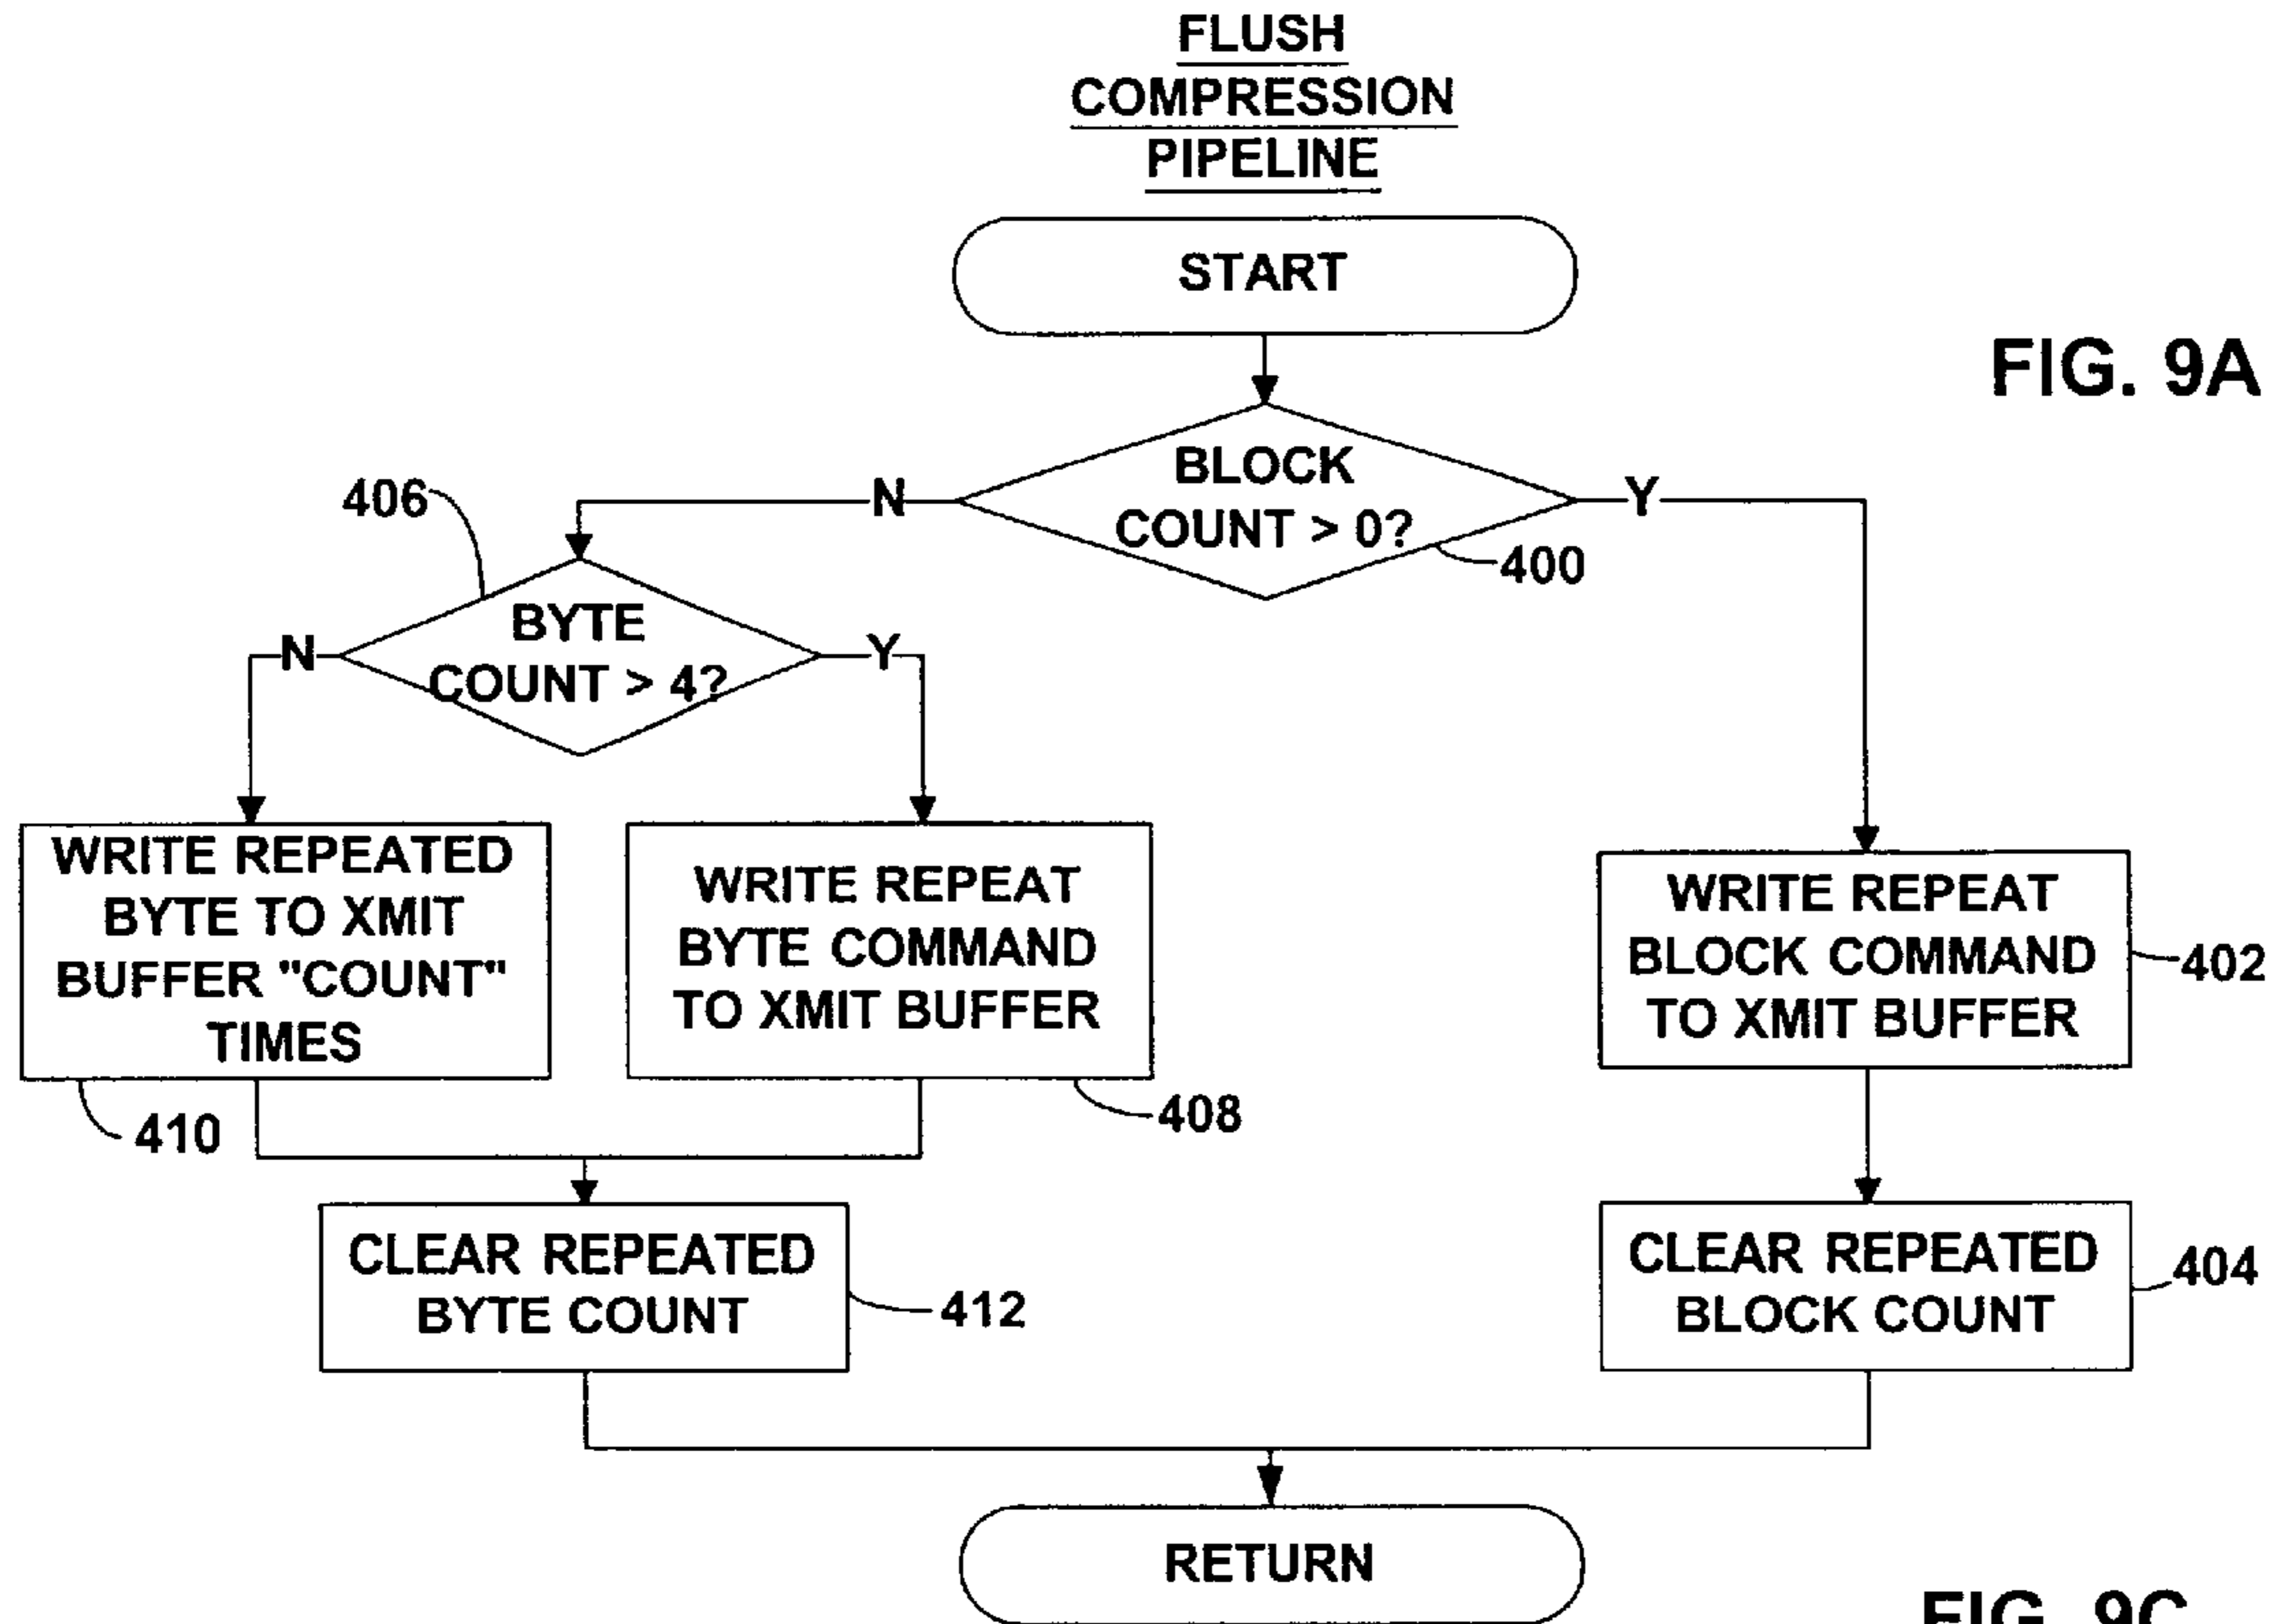 FLUSH
COMPRESSION
PIPELINE
START
FIG. 9A
BLOCK
COUNT > 0?
N
Y
400
406
BYTE
COUNT > 4?
N
Y
WRITE REPEATED
BYTE TO XMIT
BUFFER "COUNT"
TIMES
410
WRITE REPEAT
BYTE COMMAND
TO XMIT BUFFER
408
WRITE REPEAT
BLOCK COMMAND
TO XMIT BUFFER
402
CLEAR REPEATED
BYTE COUNT
412
CLEAR REPEATED
BLOCK COUNT
404
RETURN
FIG. 9C